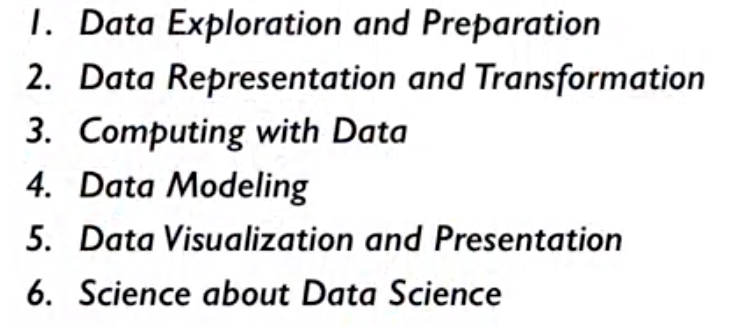 1. Data Exploration and Preparation
2. Data Representation and Transformation
3. Computing with Data
4. Data Modeling
5. Data Visualization and Presentation
6. Science about Data Science